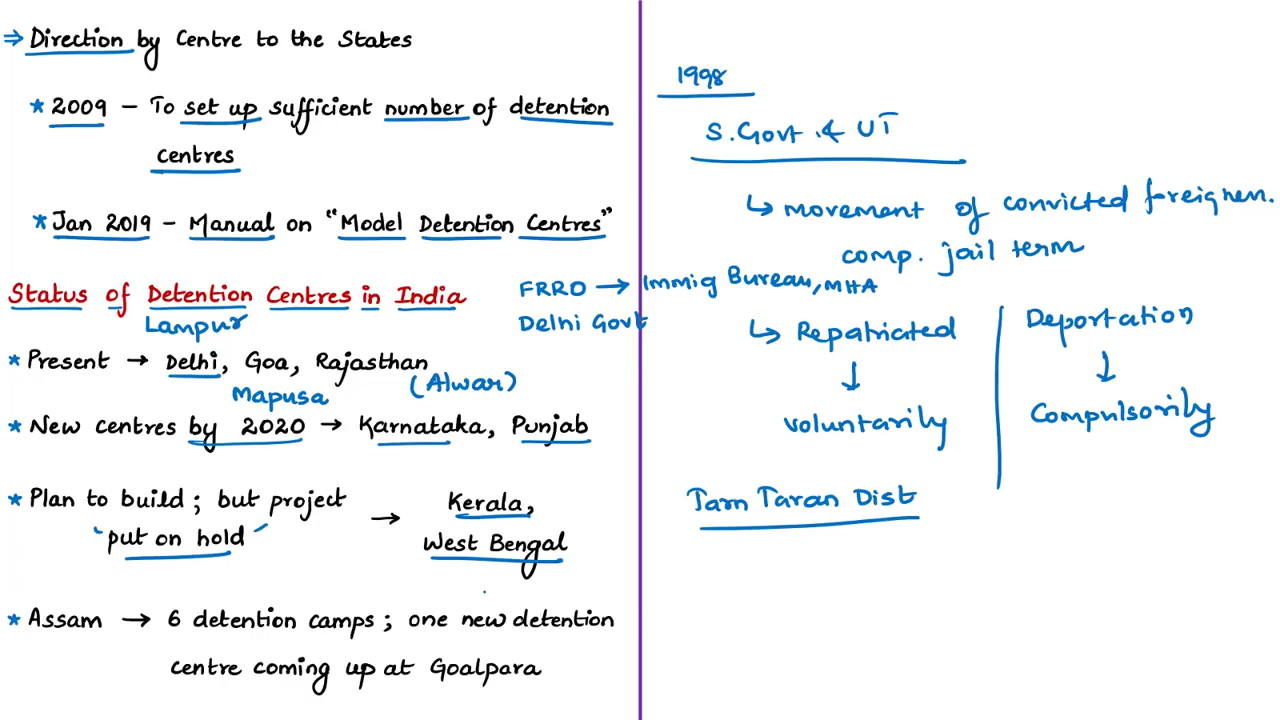 ⇒ Direction by Centre to the States
* 2009 – To set up sufficient number of detention
centres
* Jan 2019 – Manual on "Model Detention Centres"
Status of Detention Centres in India
Lampur
* Present → Delhi, Goa, Rajasthan
Mapusa
(Alwar)
* New centres by 2020 → Karnataka, Punjab
* Plan to build; but project
"put on hold"
→ Kerala,
West Bengal
* Assam → 6 detention camps; one new detention
centre coming up at Goalpara
FRRO → Immig Bureau, MHA
Delhi Govt
1998
S.Govt & UT
↳ movement of convicted foreigners.
comp. jail term
↳ Repatriated
↓
voluntarily
Deportation
↓
Compulsorily
Tarn Taran Dist